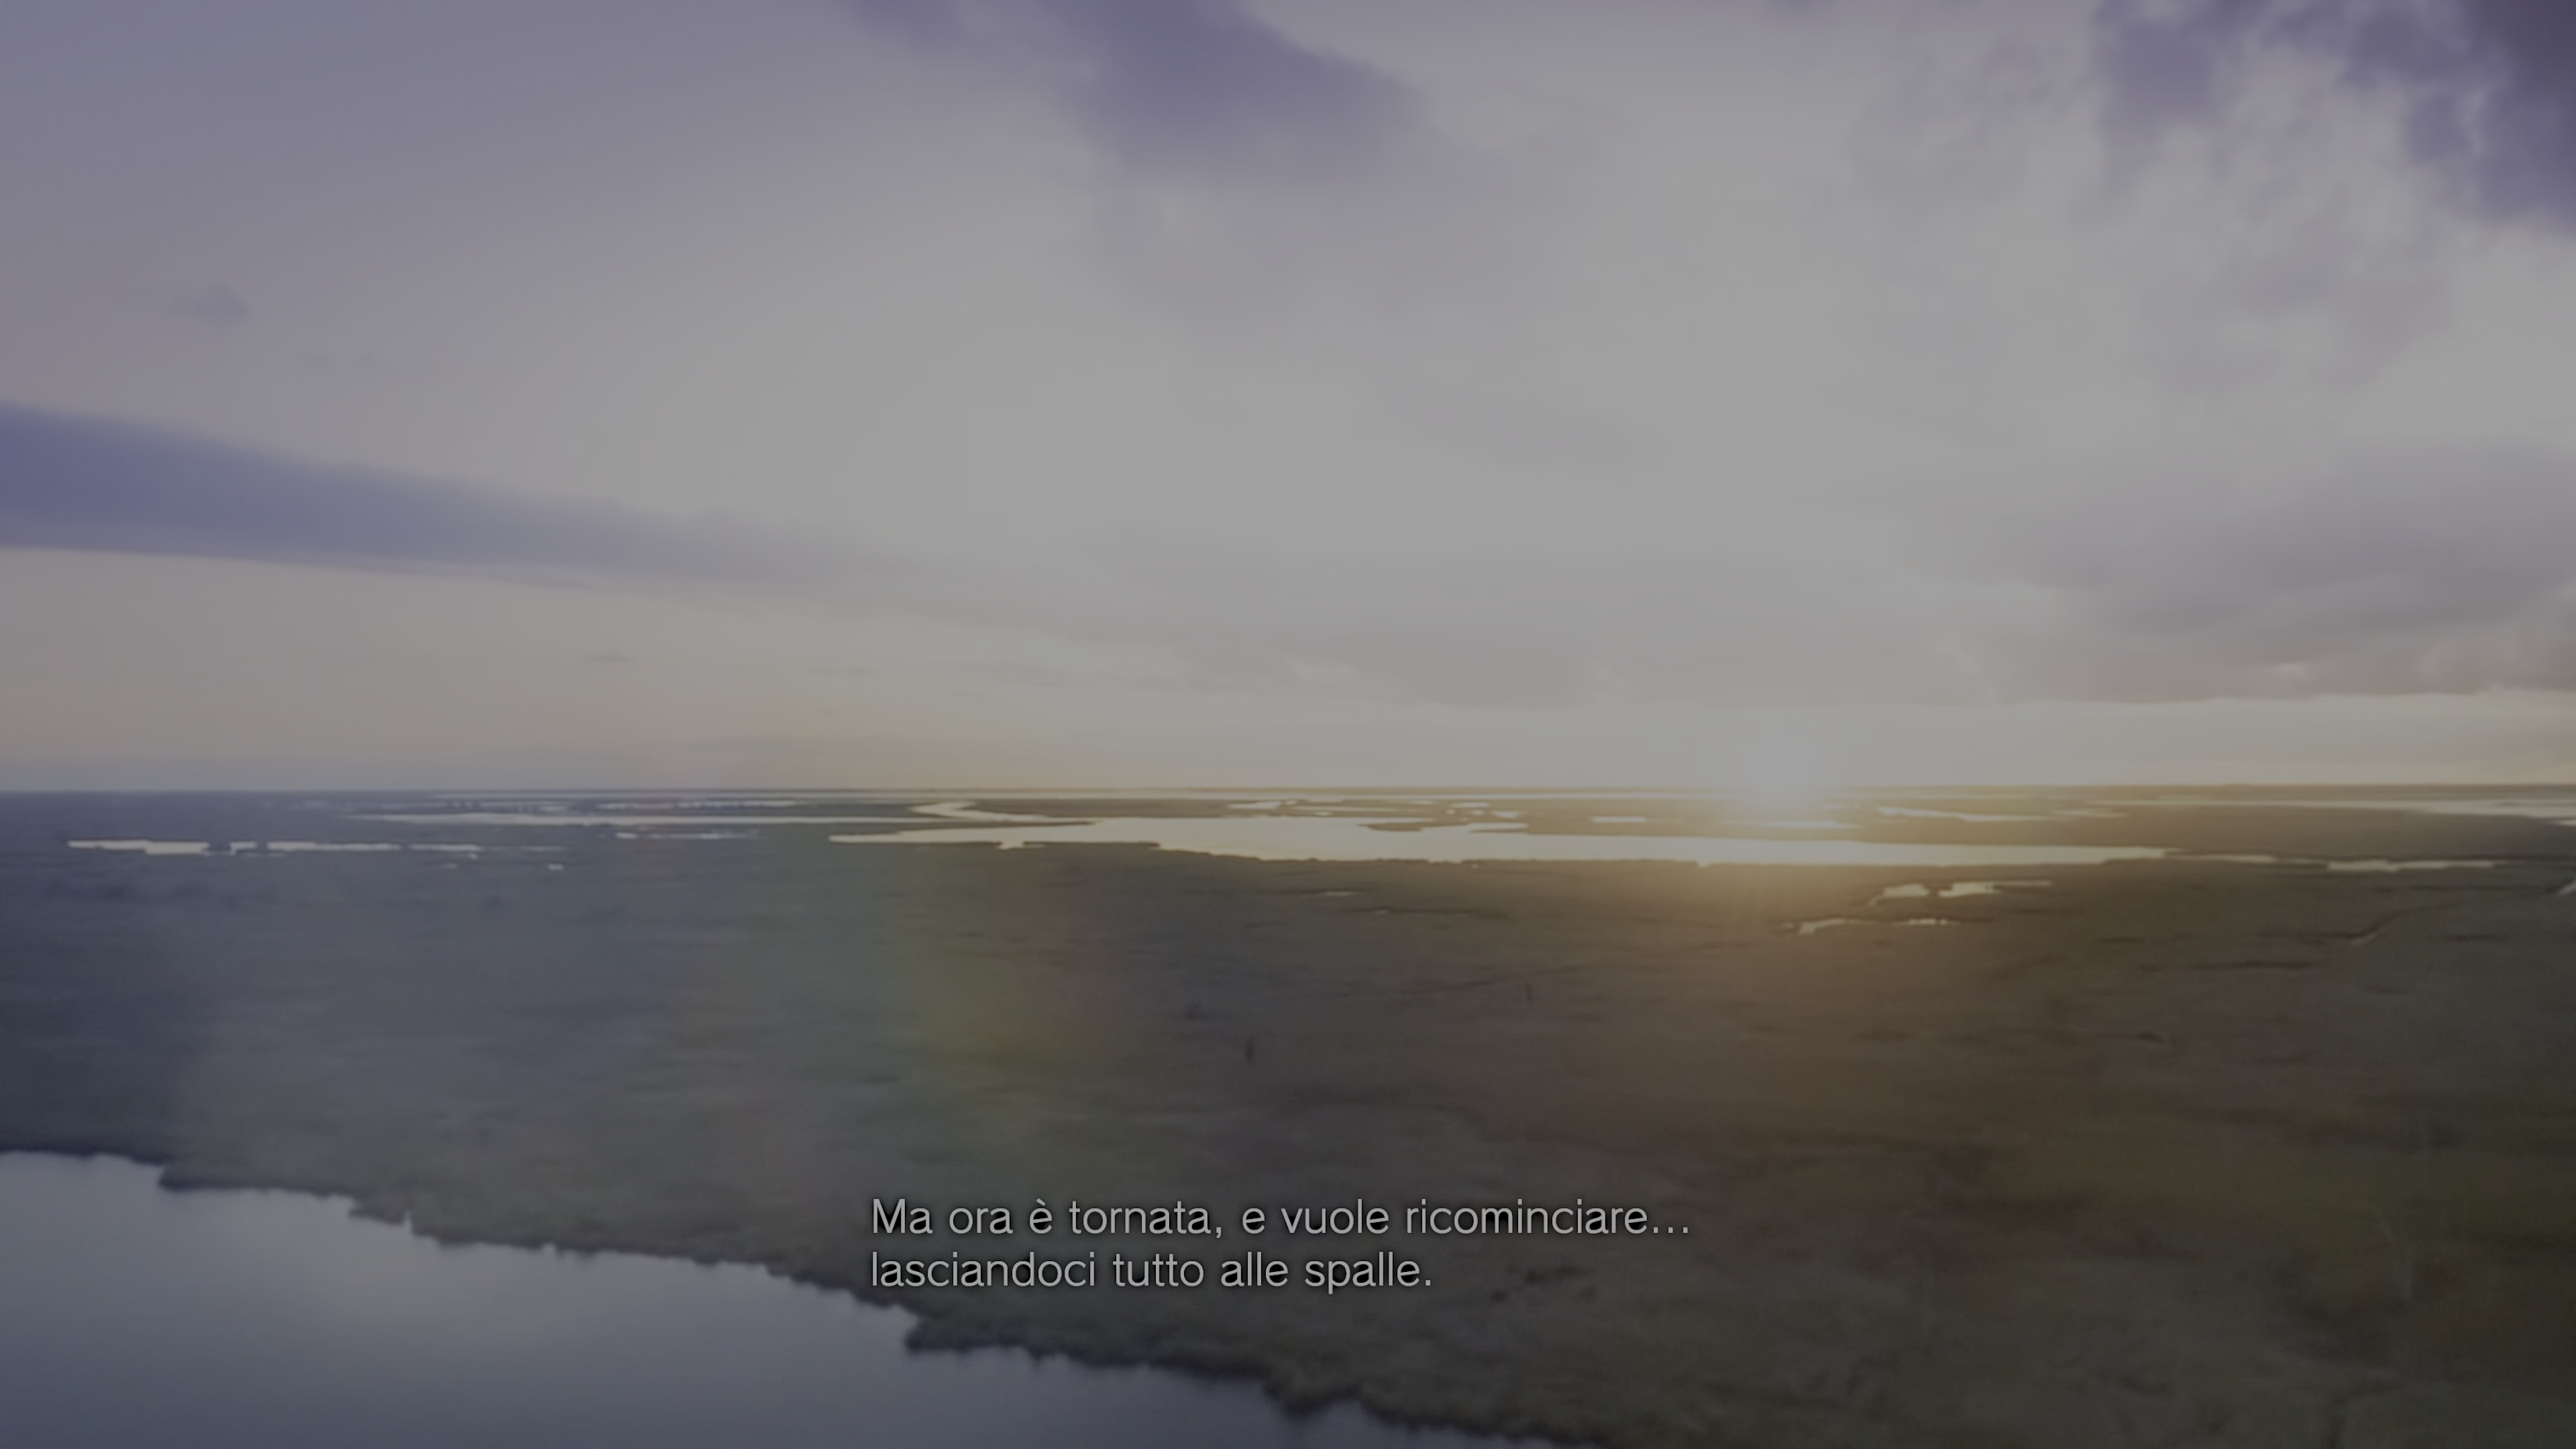 Ma ora è tornata, e vuole ricominciare...
lasciandoci tutto alle spalle.